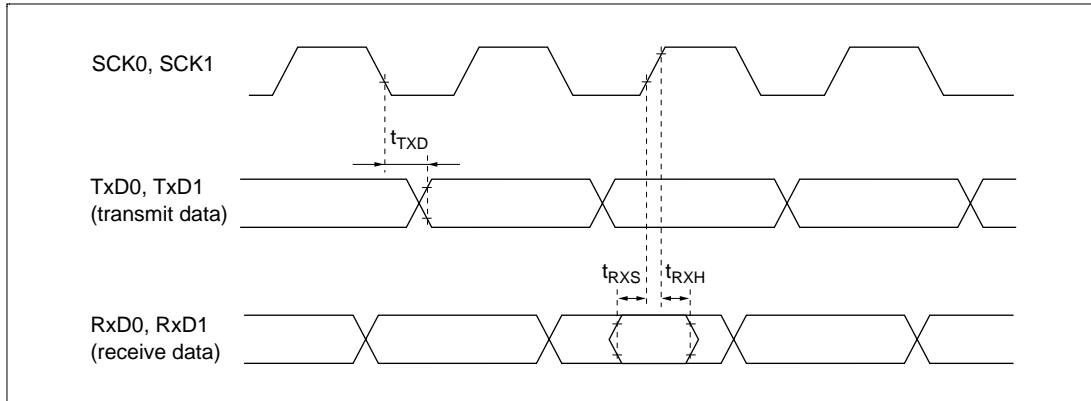 SCK0, SCK1
tTXD
TxD0, TxD1
(transmit data)
tRXS
tRXH
RxD0, RxD1
(receive data)